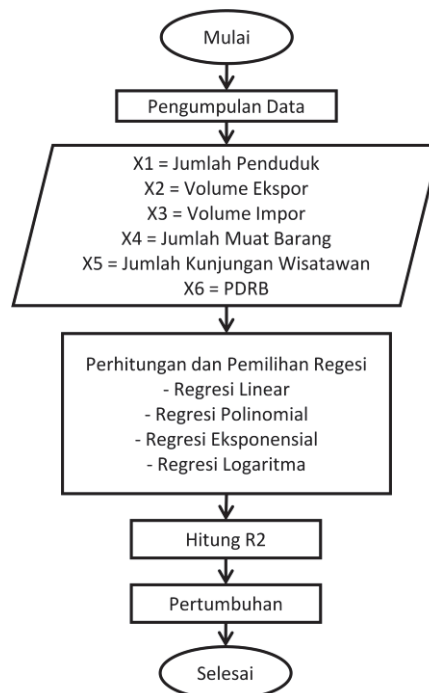 Mulai
Pengumpulan Data
X1 = Jumlah Penduduk
X2 = Volume Ekspor
X3 = Volume Impor
X4 = Jumlah Muat Barang
X5 = Jumlah Kunjungan Wisatawan
X6 = PDRB
Perhitungan dan Pemilihan Regesi
- Regresi Linear
- Regresi Polinomial
- Regresi Eksponensial
- Regresi Logaritma
Hitung R2
Pertumbuhan
Selesai